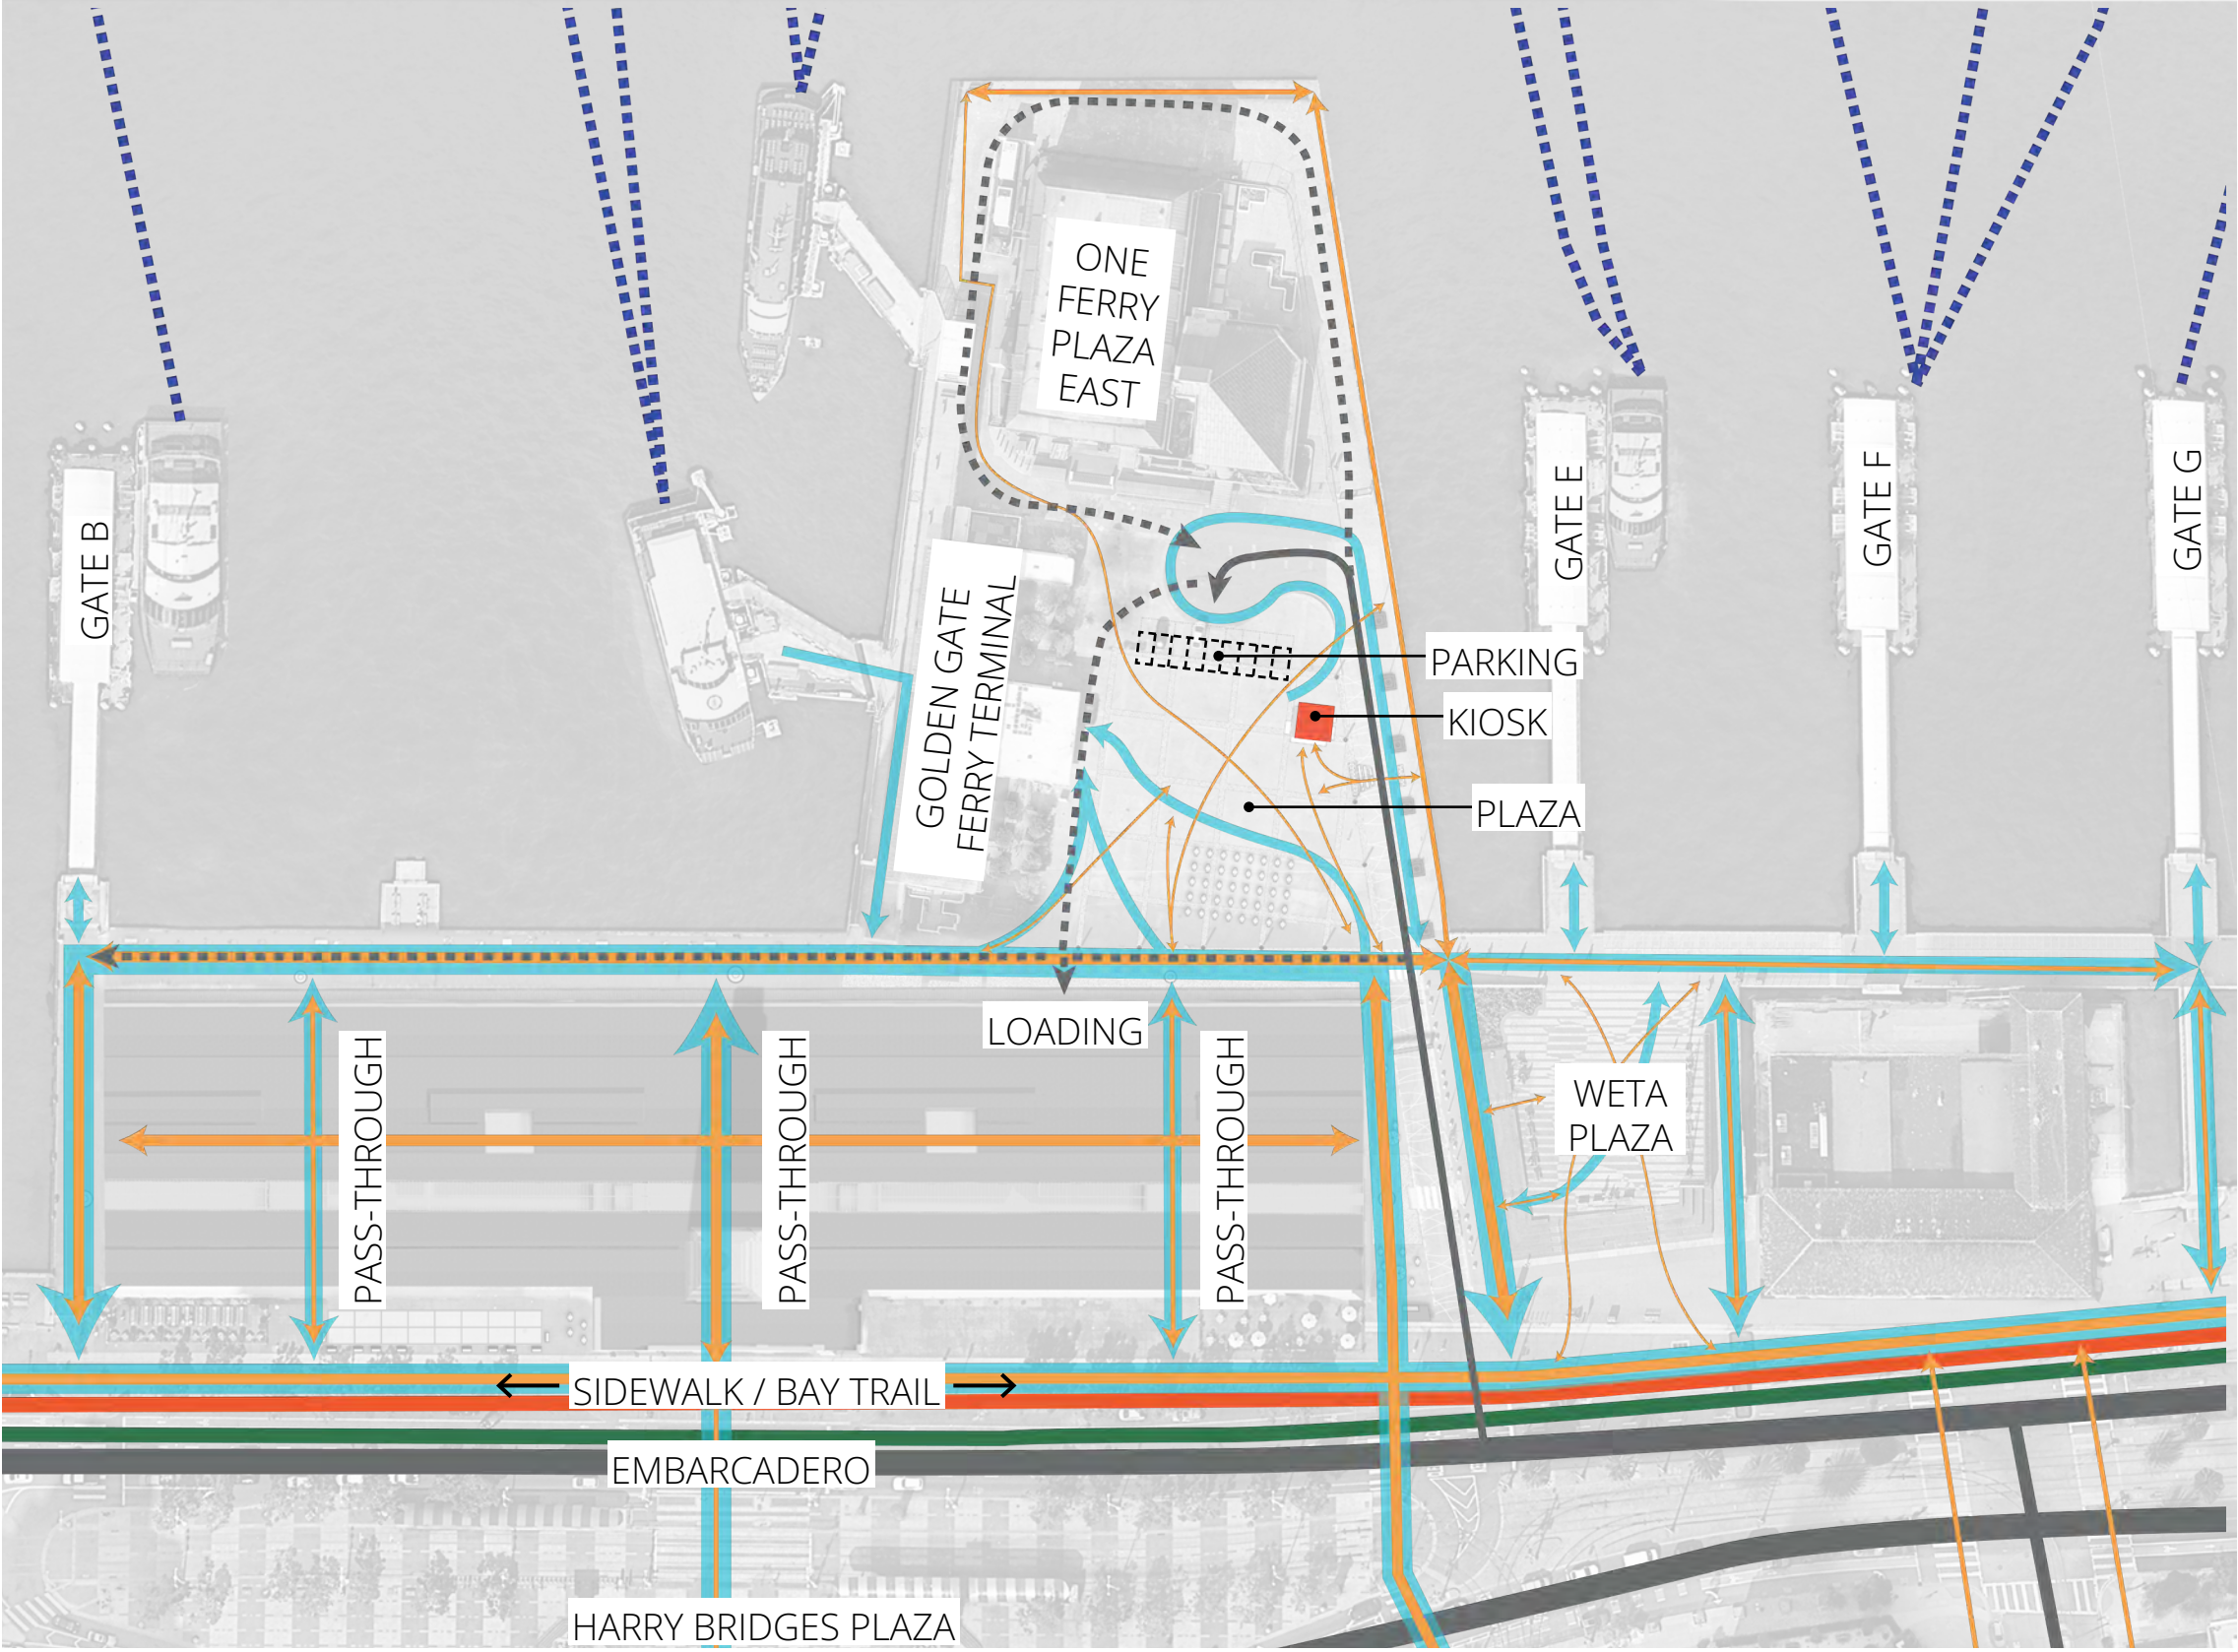 ONE
FERRY
PLAZA
EAST
GATE B
GATE E
GATE F
GATE G
GOLDEN GATE
FERRY TERMINAL
PARKING
KIOSK
PLAZA
LOADING
PASS-THROUGH
PASS-THROUGH
PASS-THROUGH
WETA
PLAZA
SIDEWALK / BAY TRAIL
EMBARCADERO
HARRY BRIDGES PLAZA